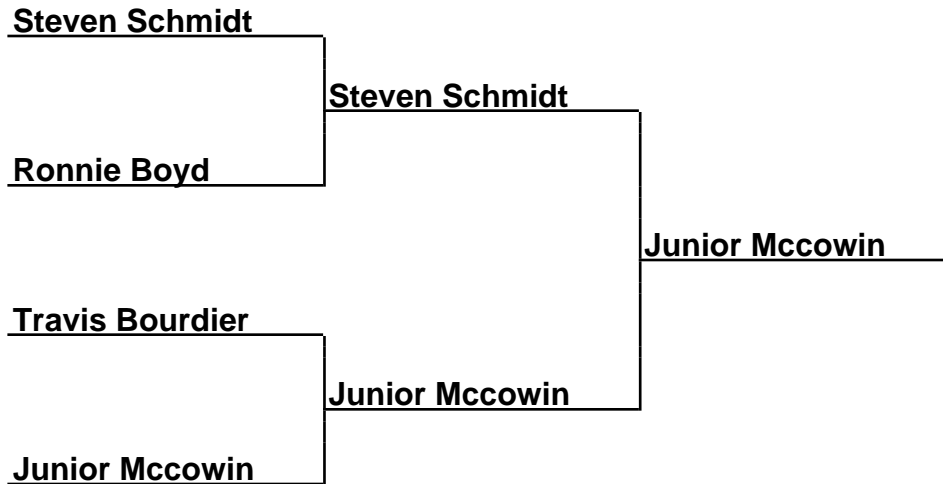 Steven Schmidt
Steven Schmidt
Ronnie Boyd
Junior Mccowin
Travis Bourdier
Junior Mccowin
Junior Mccowin